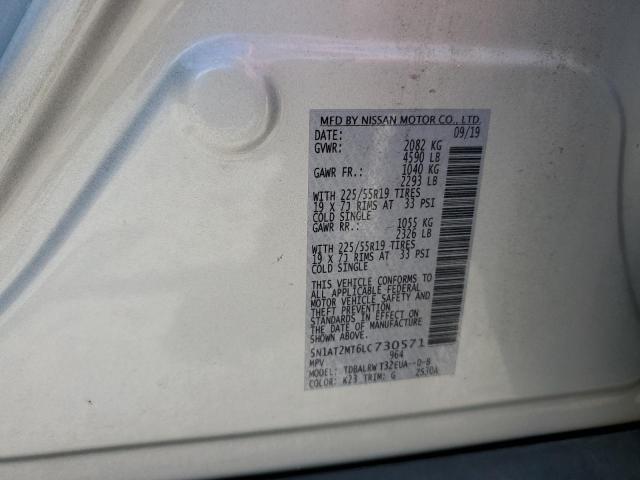 MFD BY NISSAN MOTOR CO., LTD.
DATE: 09/19
GVWR: 2082 KG
4590 LB
GAWR FR.: 1040 KG
2293 LB
WITH 225/55R19 TIRES
19 X 7J RIMS AT 33 PSI
COLD SINGLE
GAWR RR.: 1055 KG
2326 LB
WITH 225/55R19 TIRES
19 X 7J RIMS AT 33 PSI
COLD SINGLE
THIS VEHICLE CONFORMS TO
ALL APPLICABLE FEDERAL
MOTOR VEHICLE SAFETY AND
THEFT PREVENTION
STANDARDS IN EFFECT ON
THE DATE OF MANUFACTURE
SHOWN ABOVE.
5N1AT2MT6LC730571
MPV 964
MODEL: TDBALRW T32EUA--D-B
COLOR: K23 TRIM: G 2530A